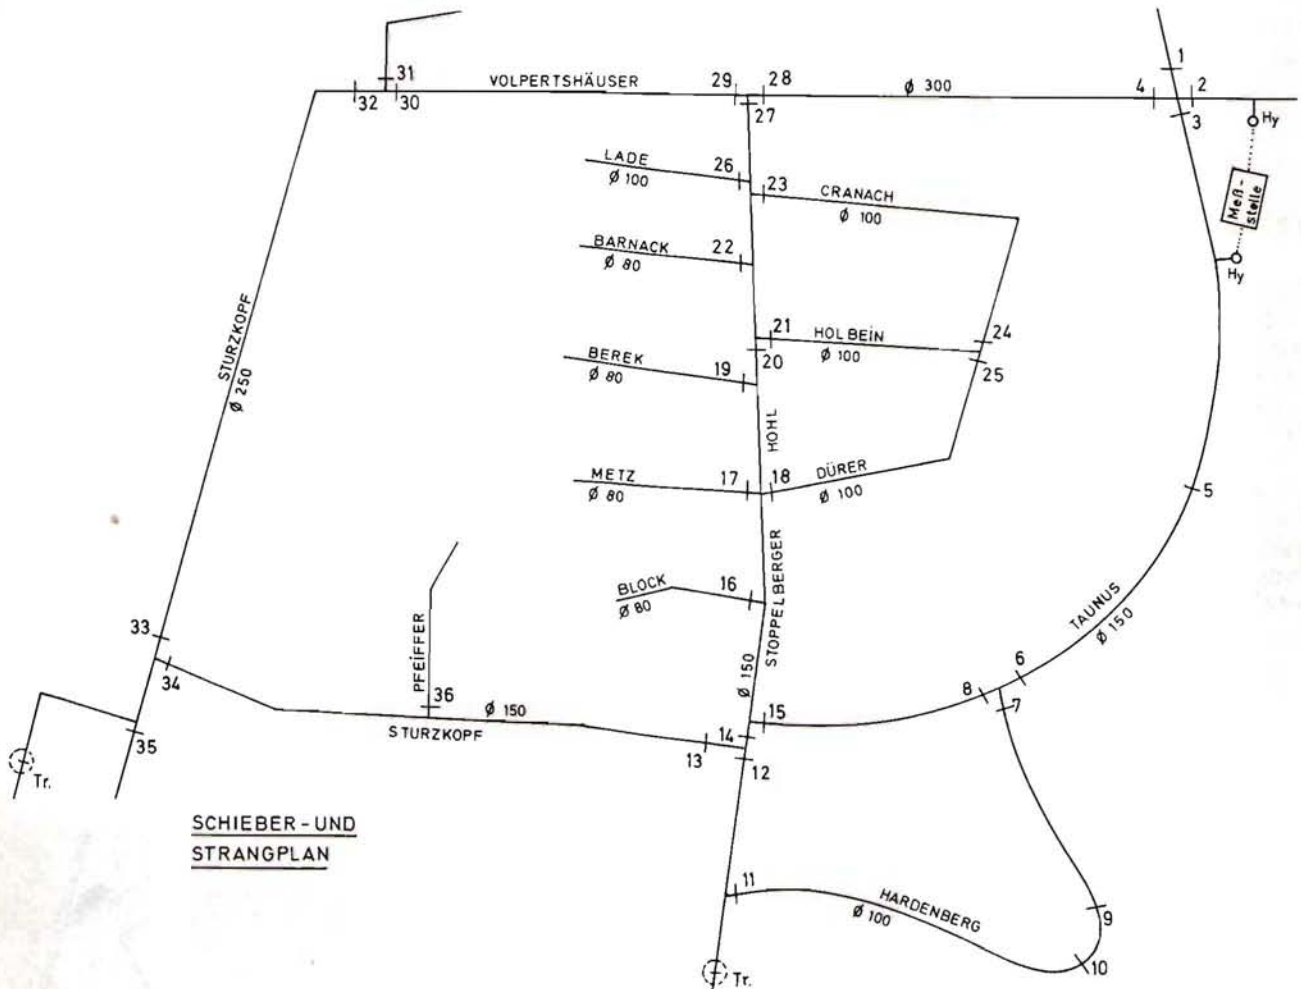 1
31
VOLPERTSHÄUSER
29
28
ϕ 300
4
2
32
30
27
3
Hy
LADE
ϕ 100
26
23
CRANACH
ϕ 100
Meß-
stelle
BARNACK
ϕ 80
22
Hy
STURZKOPF
ϕ 250
21
HOLBEIN
ϕ 100
24
BEREK
ϕ 80
19
20
25
HOHL
METZ
ϕ 80
17
18
DÜRER
ϕ 100
5
BLOCK
ϕ 80
16
STOPPELBERGER
ϕ 150
TAUNUS
ϕ 150
33
34
PFEIFFER
36
ϕ 150
STURZKOPF
6
8
7
15
14
13
12
35
Tr.
SCHIEBER-UND
STRANGPLAN
11
HARDENBERG
ϕ 100
9
10
Tr.